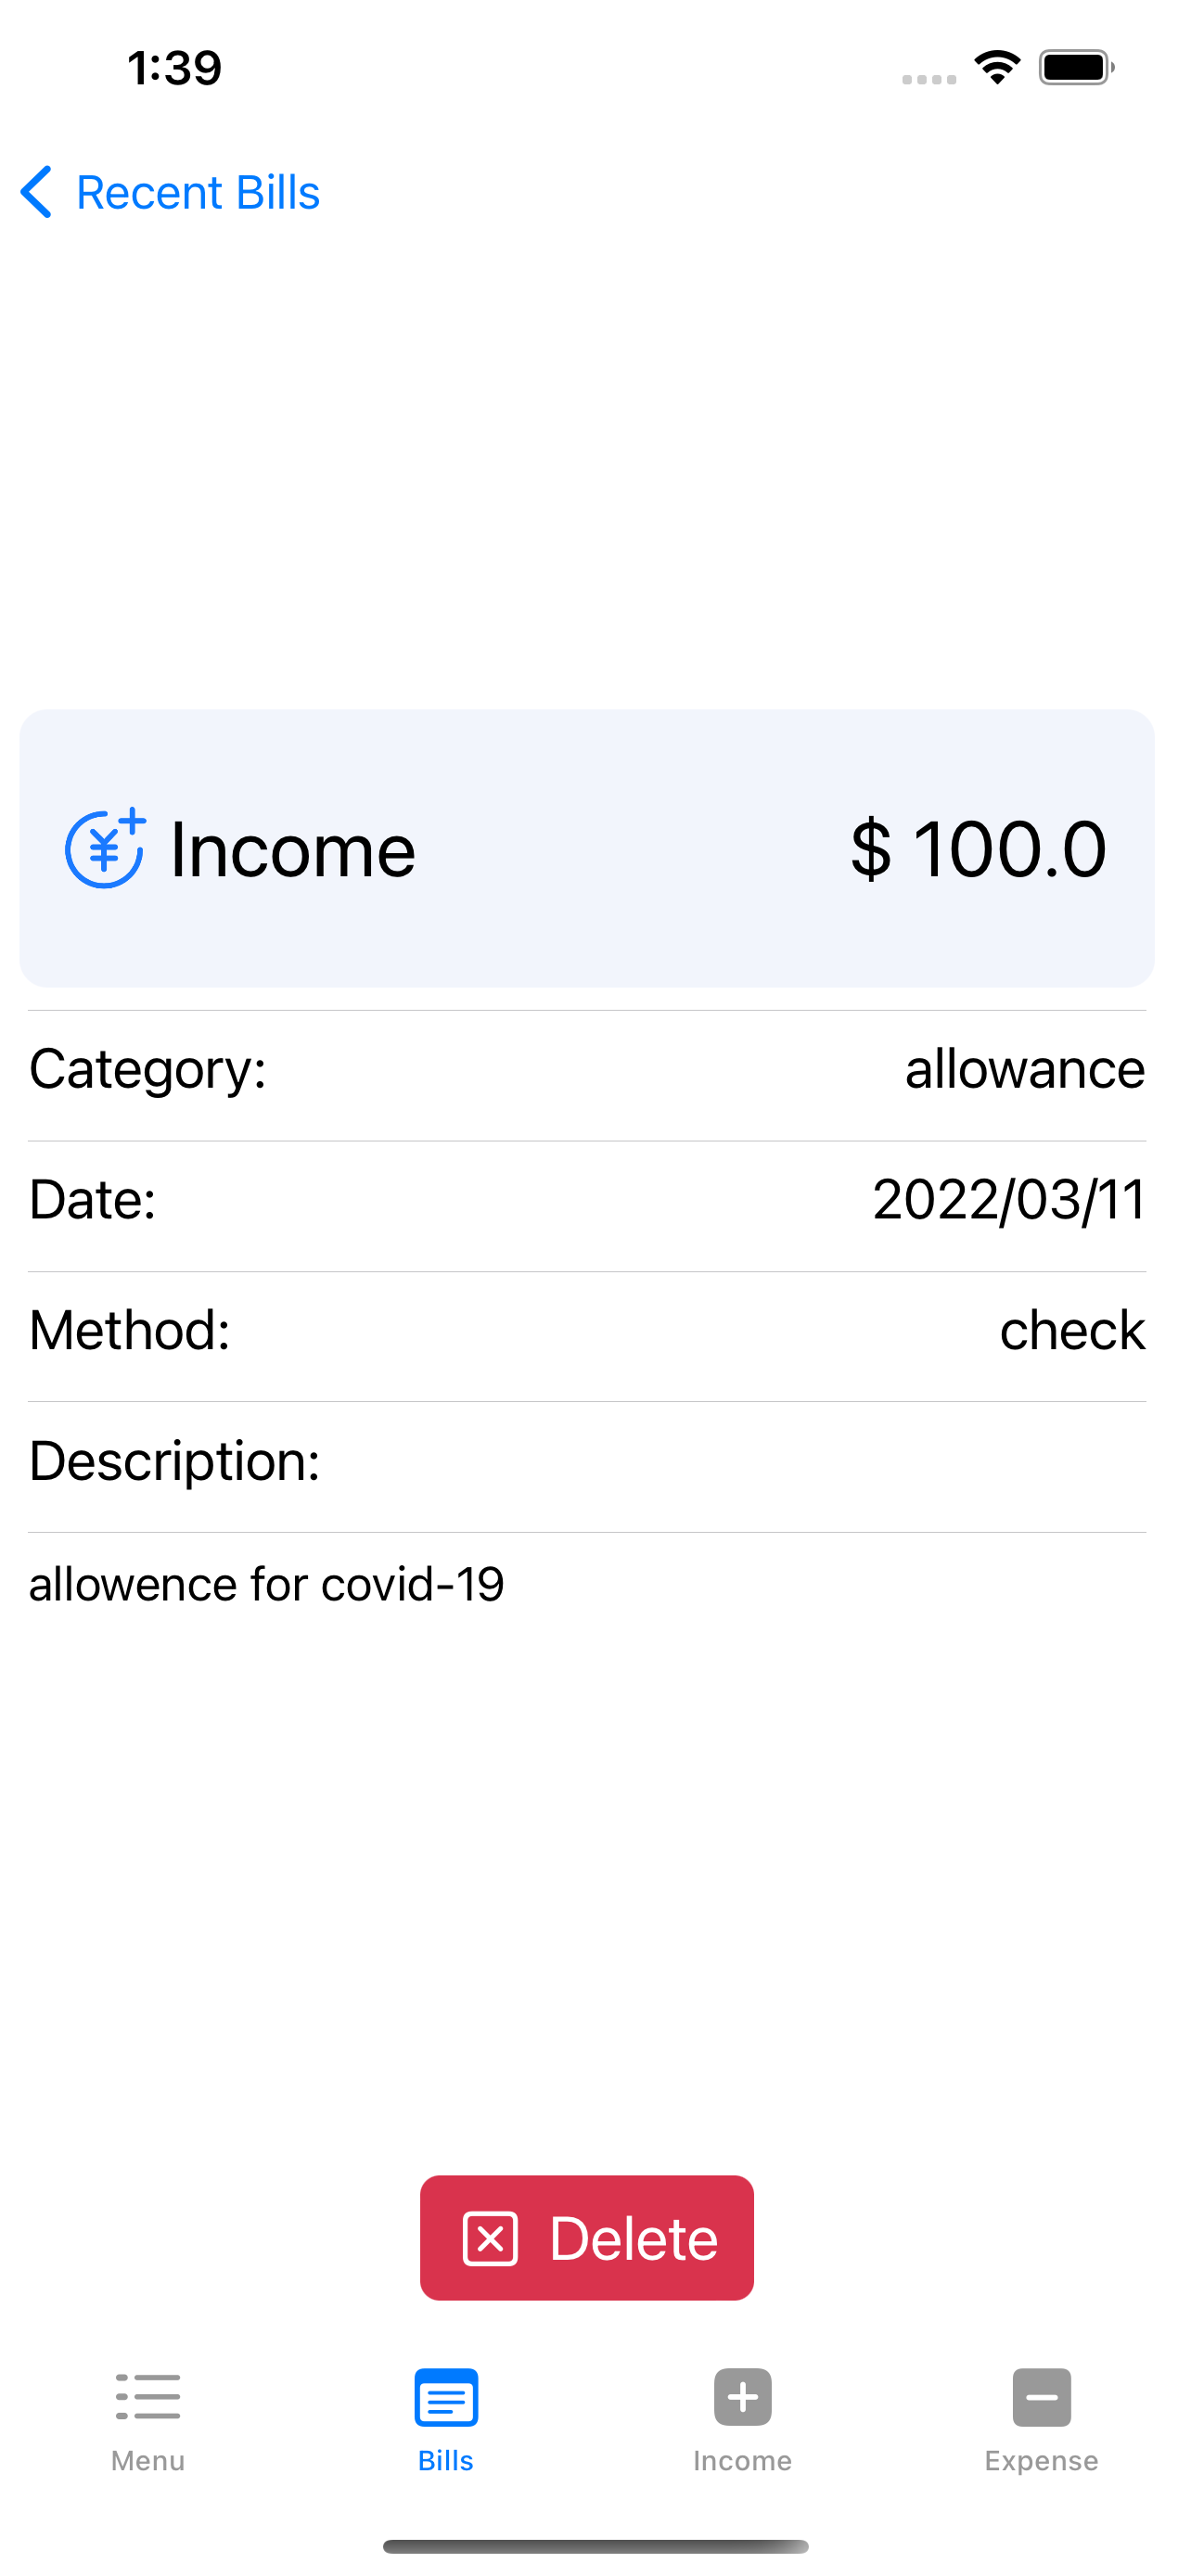 1:39
Recent Bills
Income $ 100.0
Category: allowance
Date: 2022/03/11
Method: check
Description:
allowence for covid-19
Delete
Menu Bills Income Expense